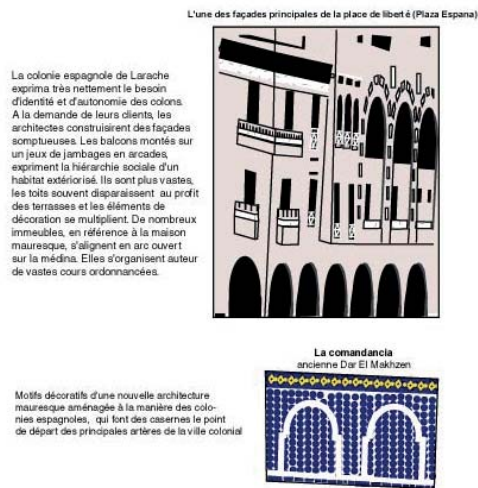 L'une des façades principales de la place de liberté (Plaza Espana)
La colonie espagnole de Larache
exprima très nettement le besoin
d'identité et d'autonomie des colons.
A la demande de leurs clients, les
architectes construisirent des façades
somptueuses. Les balcons montés sur
un jeux de jambages en arcades,
expriment la hiérarchie sociale d'un
habitat extériorisé. Ils sont plus vastes,
les toits souvent disparaissent au profit
des terrasses et les éléments de
décoration se multiplient. De nombreux
immeubles, en référence à la maison
mauresque, s'alignent en arc ouvert
sur la médina. Elles s'organisent auteur
de vastes cours ordonnancées.
La comandancia
ancienne Dar El Makhzen
Motifs décoratifs d'une nouvelle architecture
mauresque aménagée à la manière des colo-
nies espagnoles, qui font des casernes le point
de départ des principales artères de la ville colonial